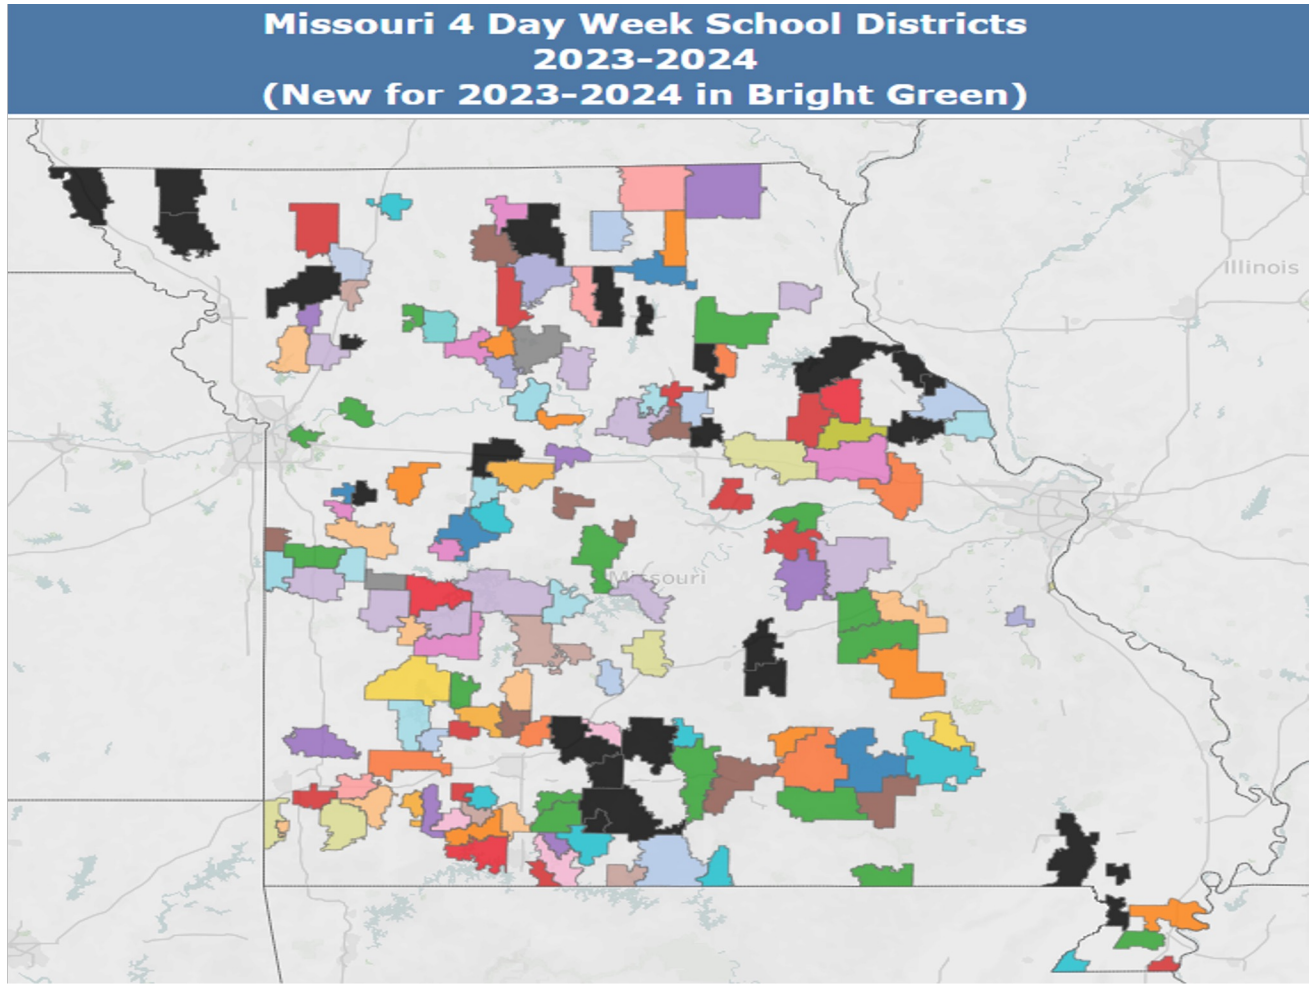 Missouri 4 Day Week School Districts
2023-2024
(New for 2023-2024 in Bright Green)
Illinois
Missouri